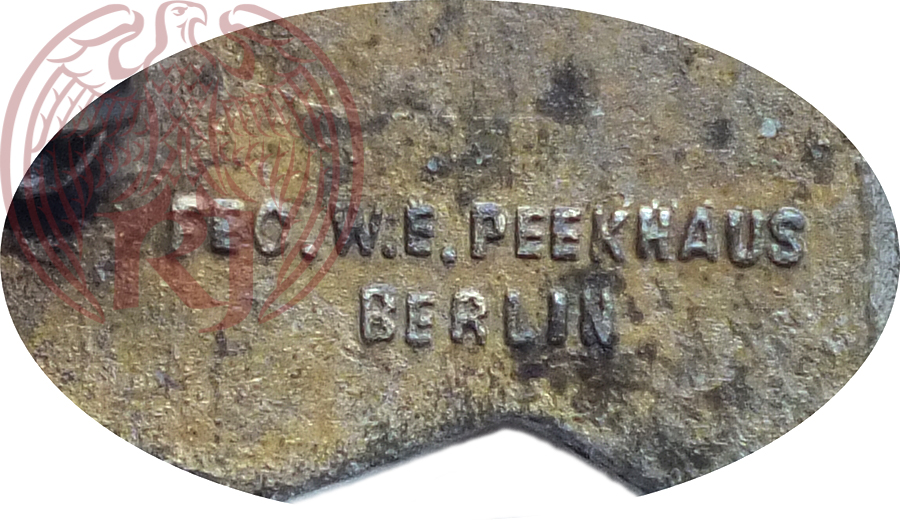 FEC. W.E. PEEKHAUS
BERLIN